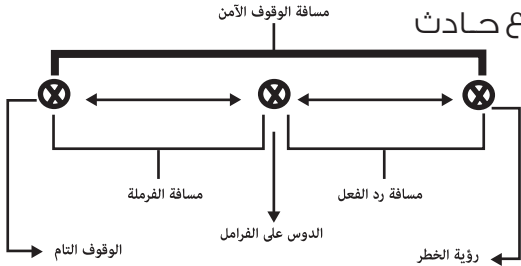 مسافة الوقوف الآمن
ع حادث
مسافة رد الفعل
مسافة الفرملة
الدوس على الفرامل
رؤية الخطر
الوقوف التام